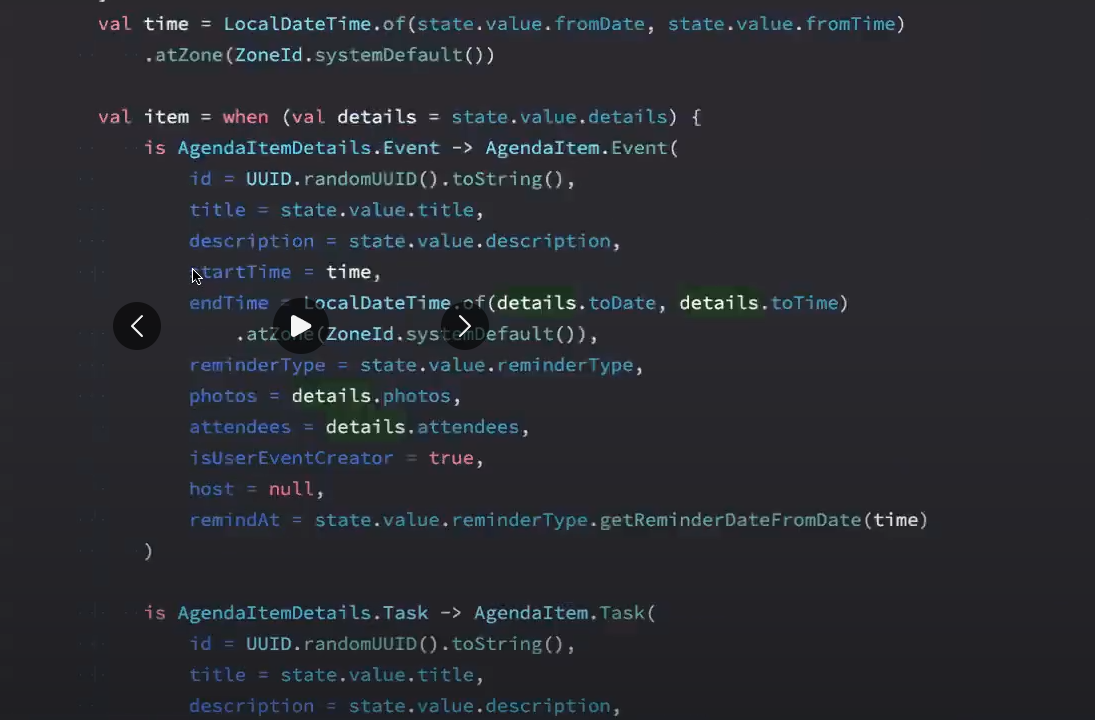 val time = LocalDateTime.of(state.value.fromDate, state.value.fromTime)
.atZone(ZoneId.systemDefault())
val item = when (val details = state.value.details) {
is AgendaItemDetails.Event -> AgendaItem.Event(
id = UUID.randomUUID().toString(),
title = state.value.title,
description = state.value.description,
startTime = time,
endTime = LocalDateTime.of(details.toDate, details.toTime)
.atZone(ZoneId.systemDefault()),
reminderType = state.value.reminderType,
photos = details.photos,
attendees = details.attendees,
isUserEventCreator = true,
host = null,
remindAt = state.value.reminderType.getReminderDateFromDate(time)
)
is AgendaItemDetails.Task -> AgendaItem.Task(
id = UUID.randomUUID().toString(),
title = state.value.title,
description = state.value.description,